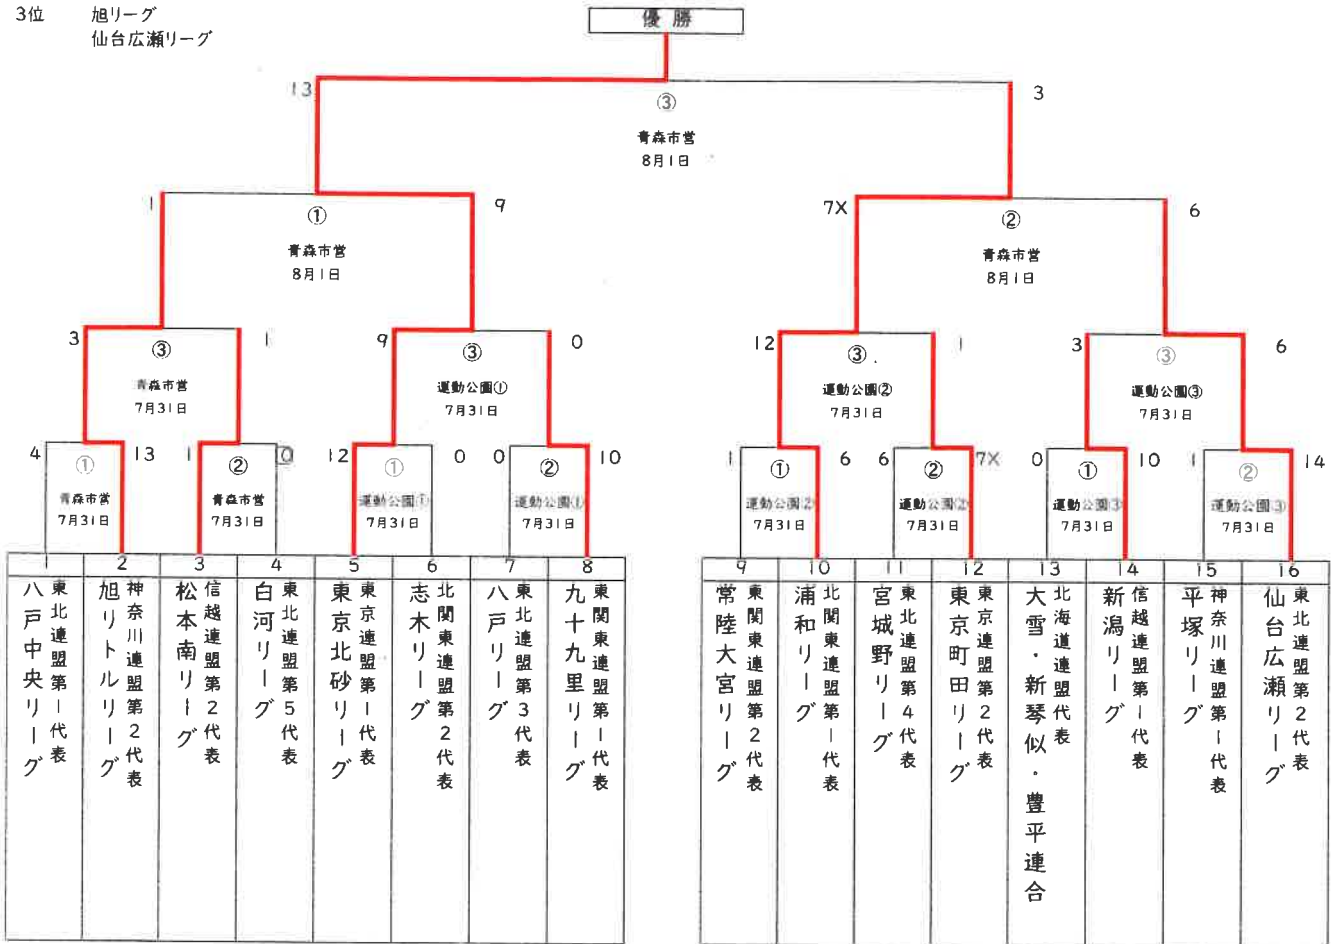 3位 旭リーグ
仙台広瀬リーグ
優勝
13
3
③
青森市営
8月1日
1
9
7X
6
①
青森市営
8月1日
②
青森市営
8月1日
3
1
9
0
12
1
3
6
③
青森市営
7月31日
③
運動公園①
7月31日
③
運動公園②
7月31日
③
運動公園③
7月31日
4
13
1
0
12
0
0
10
1
6
6
7X
0
10
1
14
①
青森市営
7月31日
②
青森市営
7月31日
①
運動公園①
7月31日
②
運動公園①
7月31日
①
運動公園②
7月31日
②
運動公園②
7月31日
①
運動公園③
7月31日
②
運動公園③
7月31日
1
東北連盟第1代表
八戸中央リーグ
2
神奈川連盟第2代表
旭リトルリーグ
3
信越連盟第2代表
松本南リーグ
4
東北連盟第5代表
白河リーグ
5
東京連盟第1代表
東京北砂リーグ
6
北関東連盟第2代表
志木リーグ
7
東北連盟第3代表
八戸リーグ
8
東関東連盟第1代表
九十九里リーグ
9
東関東連盟第2代表
常陸大宮リーグ
10
北関東連盟第1代表
浦和リーグ
11
東北連盟第4代表
宮城野リーグ
12
東京連盟第2代表
東京町田リーグ
13
北海道連盟代表
大雪・新琴似・豊平連合
14
信越連盟第1代表
新潟リーグ
15
神奈川連盟第1代表
平塚リーグ
16
東北連盟第2代表
仙台広瀬リーグ